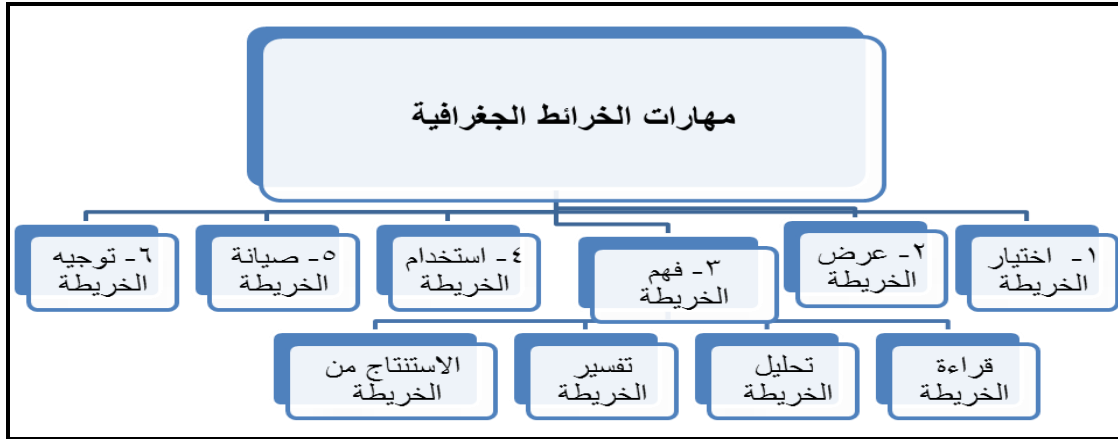 مهارات الخرائط الجغرافية
١- اختيار
الخريطة
٢- عرض
الخريطة
٣- فهم
الخريطة
٤- استخدام
الخريطة
٥- صيانة
الخريطة
٦- توجيه
الخريطة
قراءة
الخريطة
تحليل
الخريطة
تفسير
الخريطة
الاستنتاج من
الخريطة